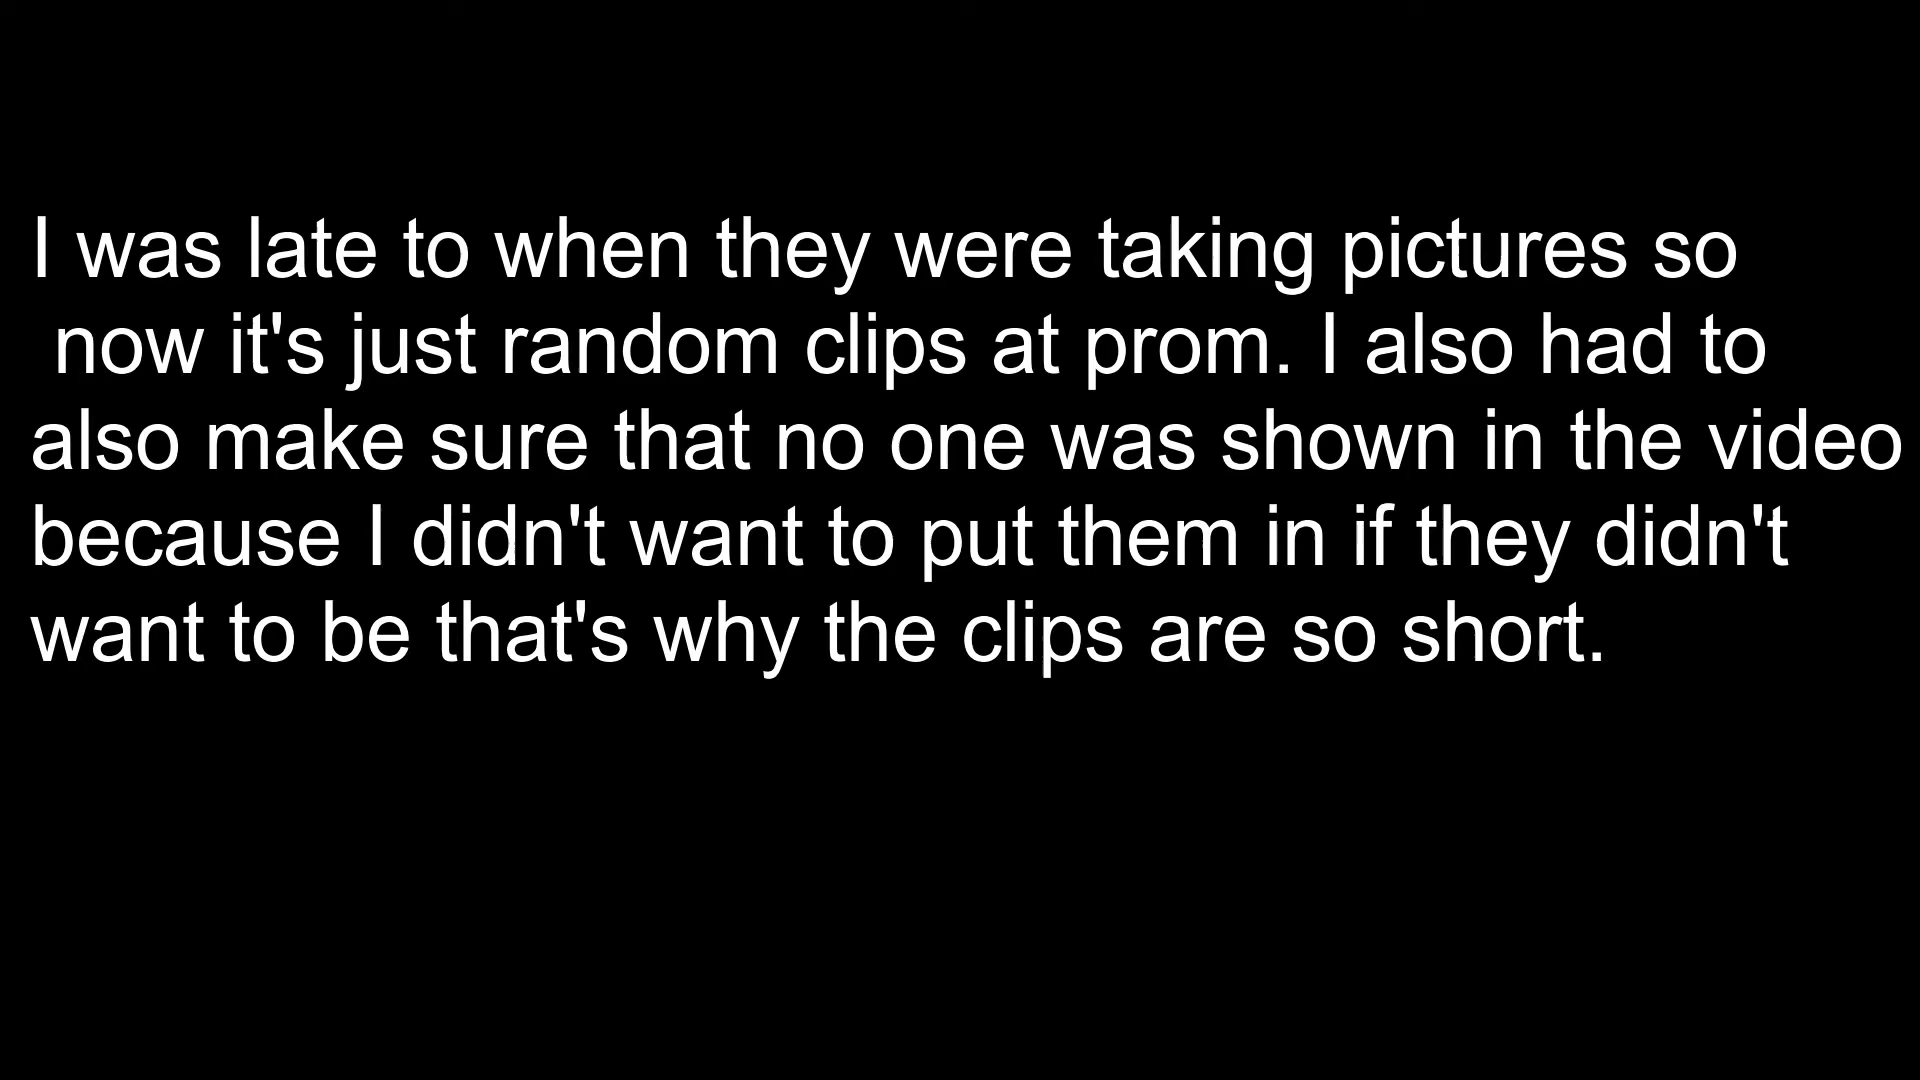 I was late to when they were taking pictures so
now it's just random clips at prom. I also had to
also make sure that no one was shown in the video
because I didn't want to put them in if they didn't
want to be that's why the clips are so short.